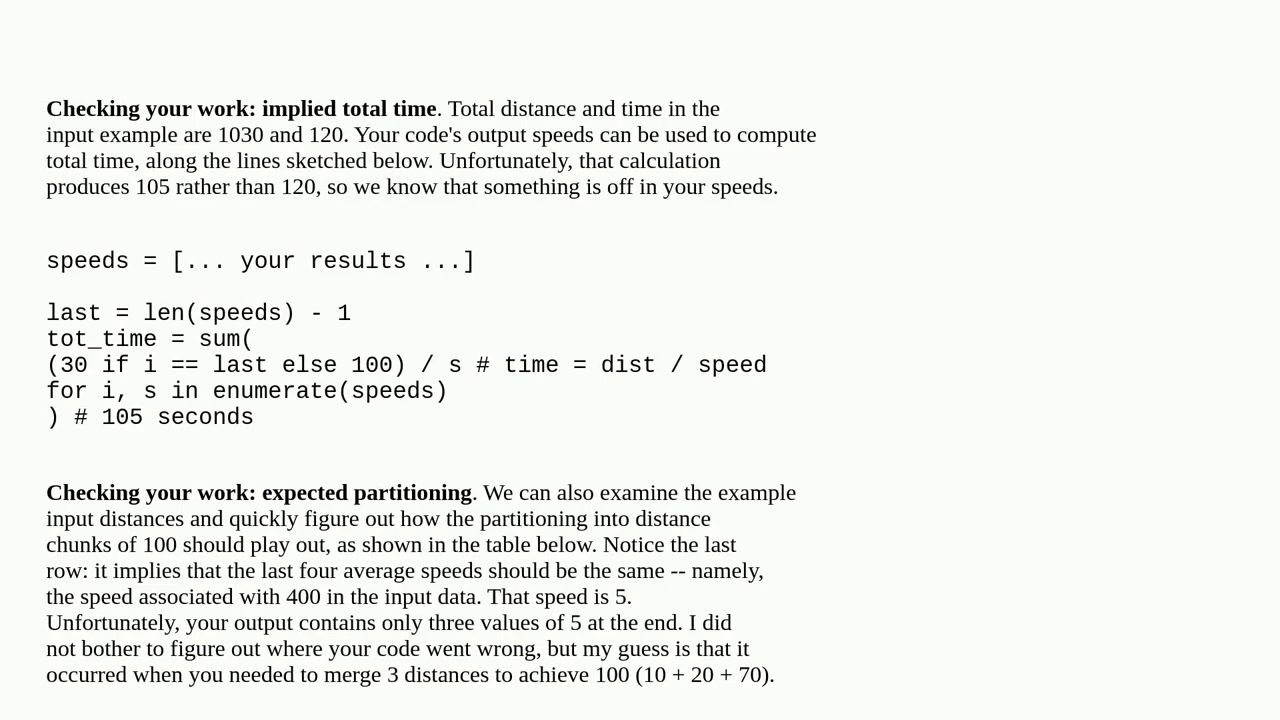 Checking your work: implied total time. Total distance and time in the
input example are 1030 and 120. Your code's output speeds can be used to compute
total time, along the lines sketched below. Unfortunately, that calculation
produces 105 rather than 120, so we know that something is off in your speeds.
speeds = [... your results ...]
last = len(speeds) - 1
tot_time = sum(
(30 if i == last else 100) / s # time = dist / speed
for i, s in enumerate(speeds)
) # 105 seconds
Checking your work: expected partitioning. We can also examine the example
input distances and quickly figure out how the partitioning into distance
chunks of 100 should play out, as shown in the table below. Notice the last
row: it implies that the last four average speeds should be the same -- namely,
the speed associated with 400 in the input data. That speed is 5.
Unfortunately, your output contains only three values of 5 at the end. I did
not bother to figure out where your code went wrong, but my guess is that it
occurred when you needed to merge 3 distances to achieve 100 (10 + 20 + 70).